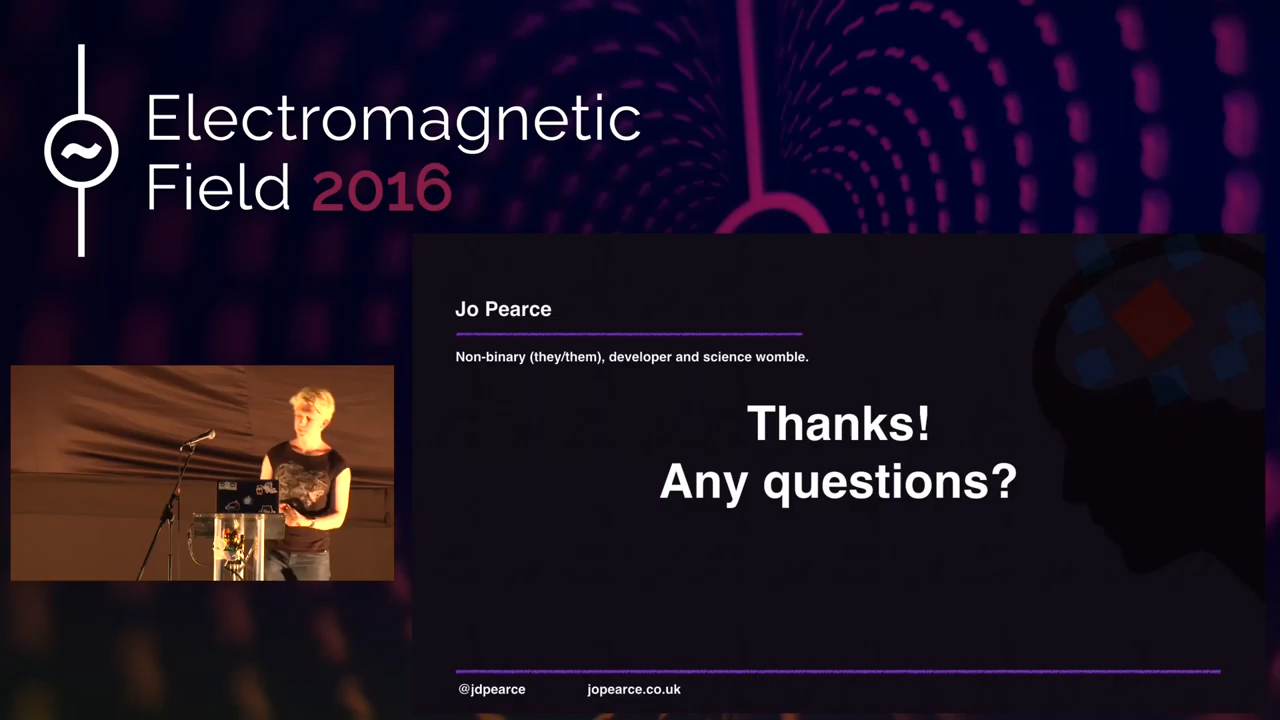 Electromagnetic
Field 2016
Jo Pearce
Non-binary (they/them), developer and science womble.
Thanks!
Any questions?
@jdpearce
jopearce.co.uk